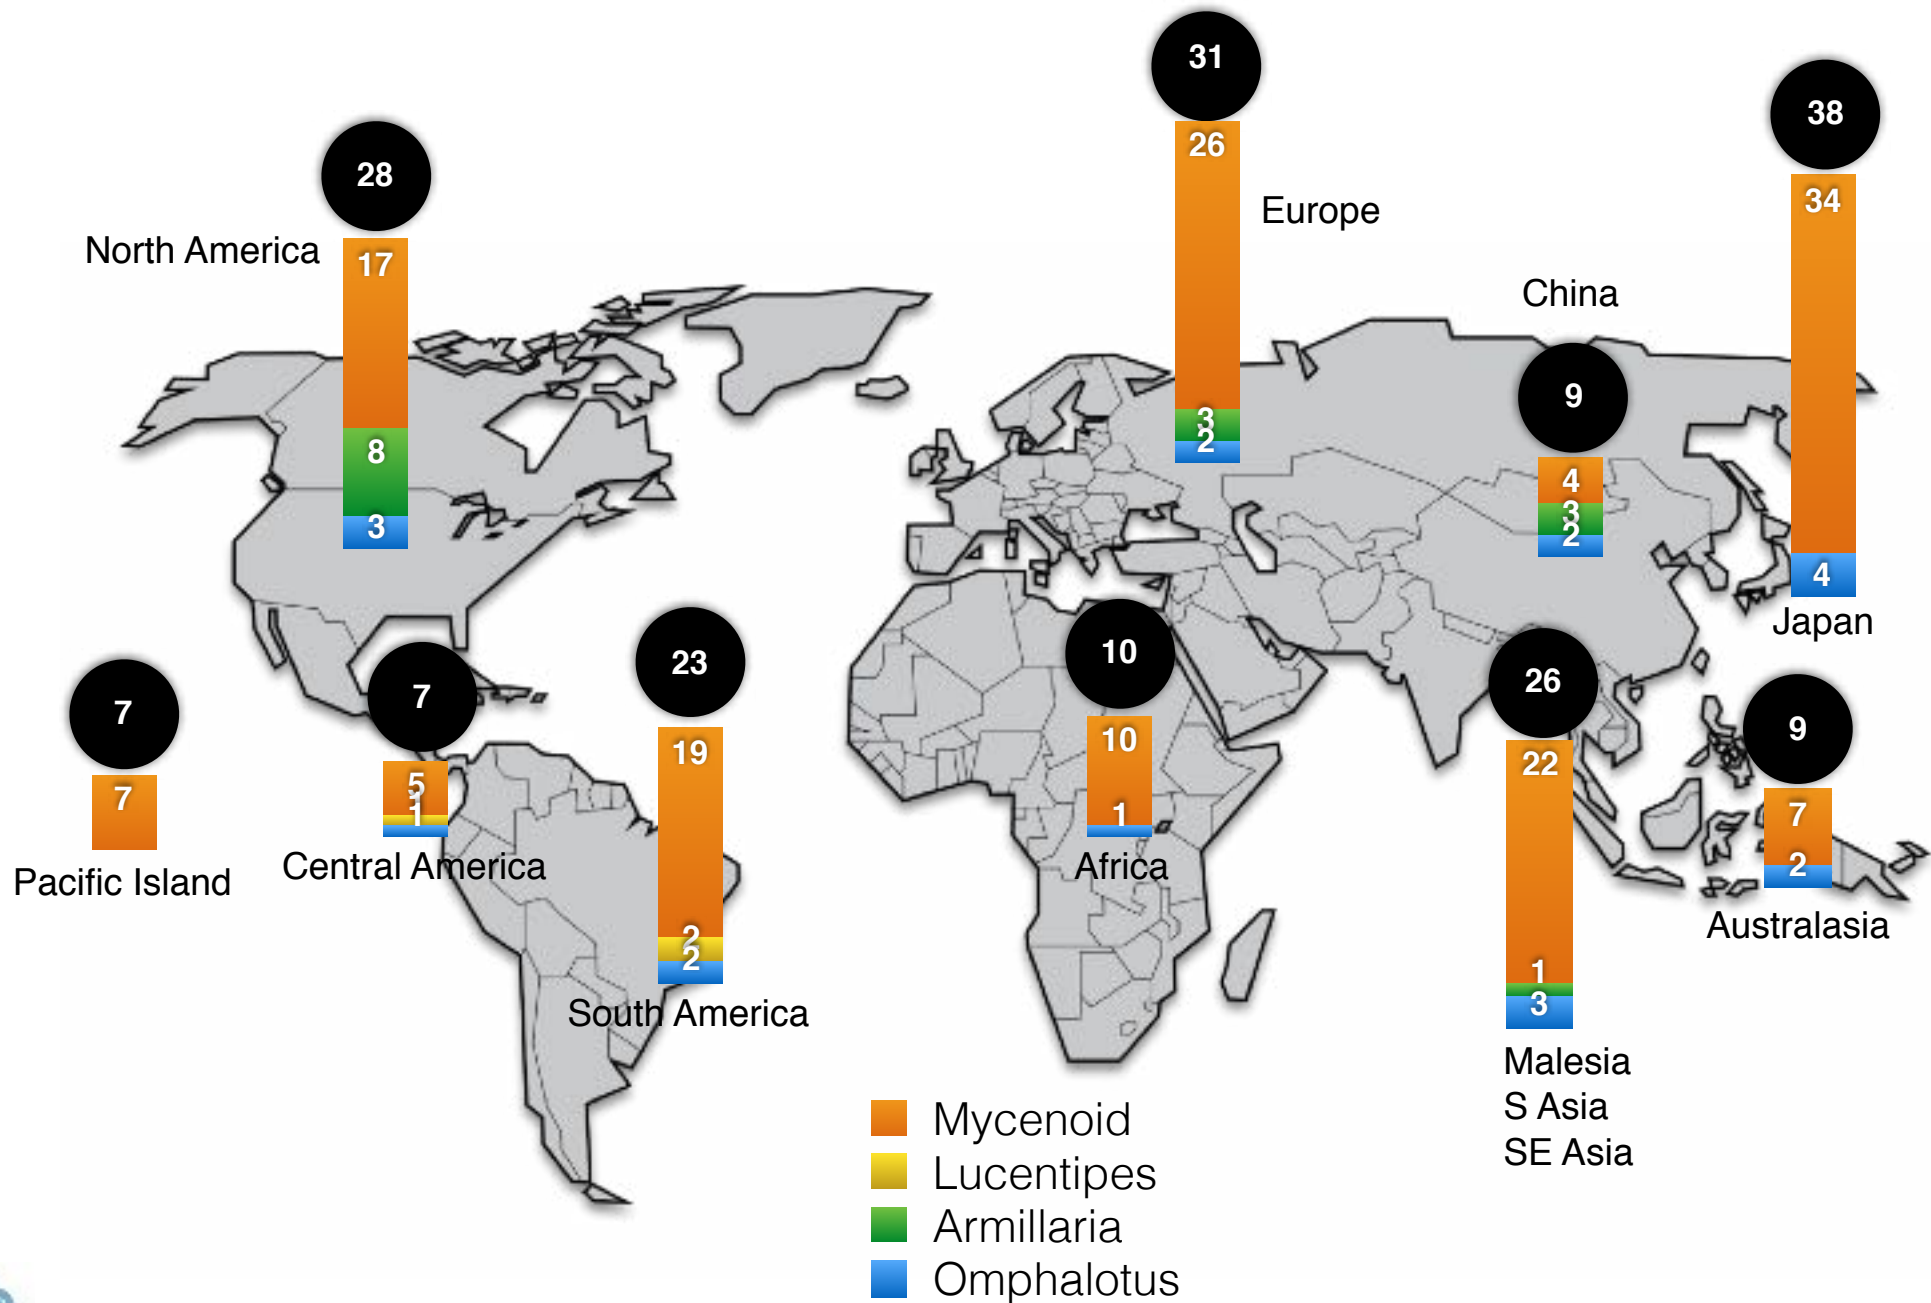 31
38
28
26
34
Europe
North America
17
China
9
8
3
2
4
3
2
3
4
Japan
10
23
26
7
7
9
10
19
22
7
5
1
1
1
7
2
Pacific Island
Central America
Africa
2
2
Australasia
1
3
South America
Malesia
S Asia
SE Asia
Mycenoid
Lucentipes
Armillaria
Omphalotus